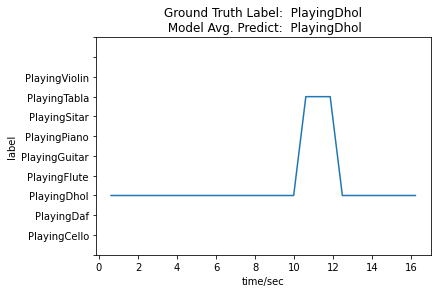 Ground Truth Label:  PlayingDhol
Model Avg. Predict:  PlayingDhol
PlayingViolin
PlayingTabla
PlayingSitar
PlayingPiano
PlayingGuitar
PlayingFlute
PlayingDhol
PlayingDaf
PlayingCello
label
0 2 4 6 8 10 12 14 16
time/sec